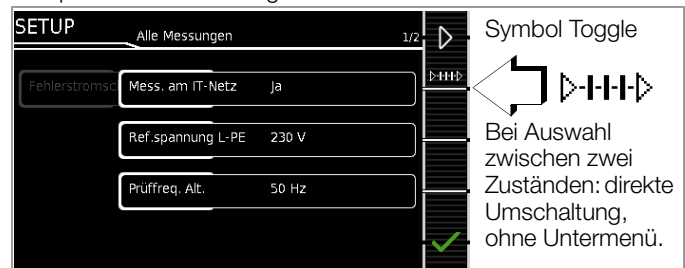 SETUP
Alle Messungen
1/2
Symbol Toggle
Fehlerstromsc
Mess. am IT-Netz Ja
Ref.spannung L-PE 230 V
Prüffreq. Alt. 50 Hz
Bei Auswahl
zwischen zwei
Zuständen: direkte
Umschaltung,
ohne Untermenü.